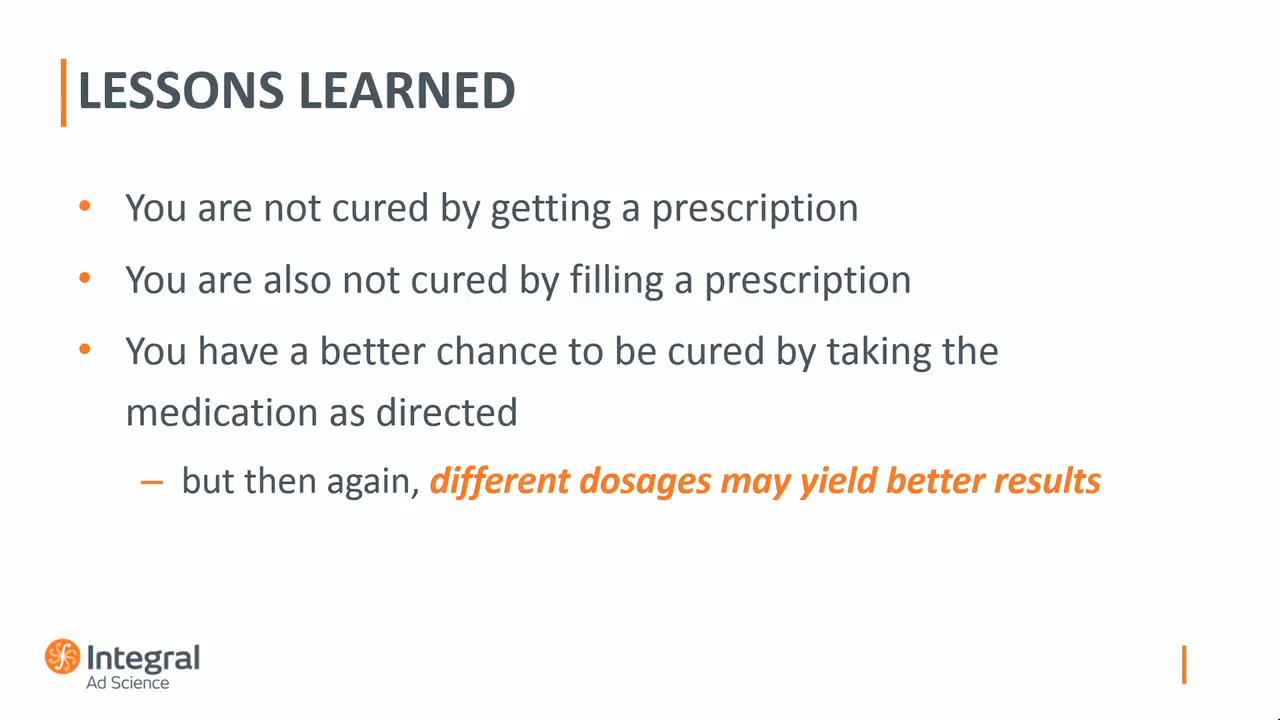 LESSONS LEARNED
• You are not cured by getting a prescription
• You are also not cured by filling a prescription
• You have a better chance to be cured by taking the
medication as directed
– but then again, different dosages may yield better results
Integral
Ad Science